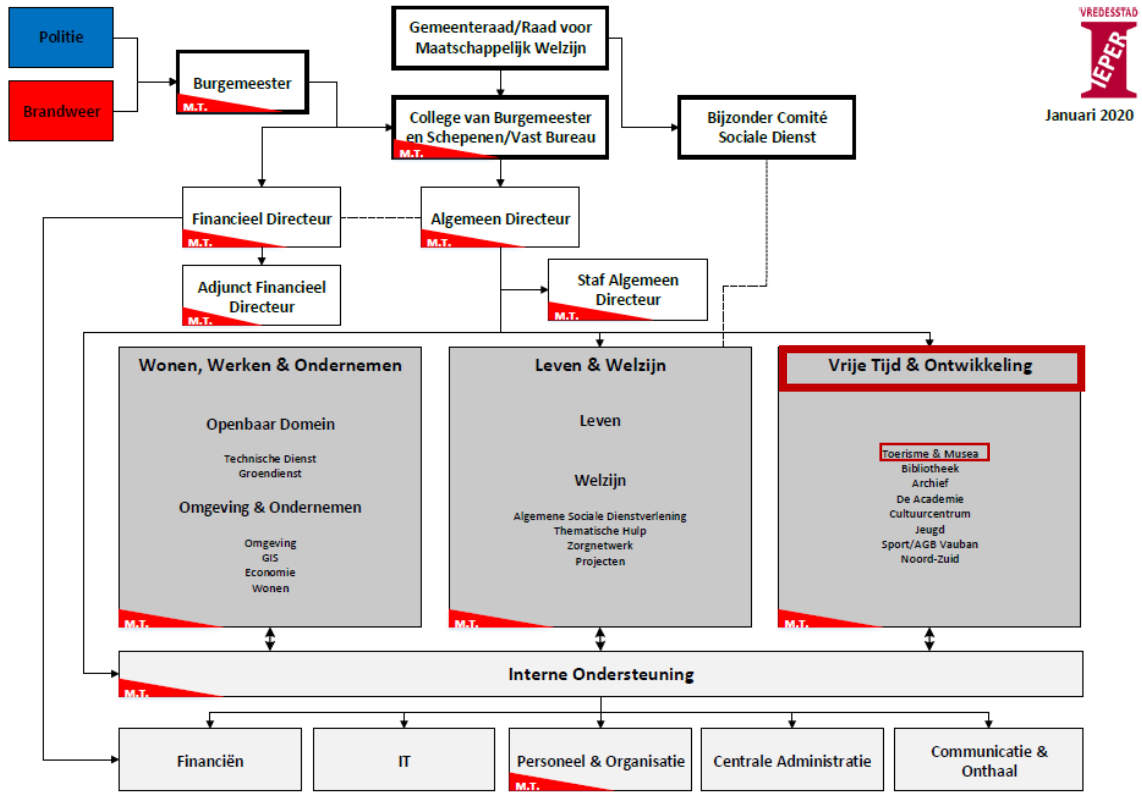 Politie
Brandweer
Burgemeester
M.T.
Gemeenteraad/Raad voor
Maatschappelijk Welzijn
College van Burgemeester
en Schepenen/Vast Bureau
M.T.
Bijzonder Comité
Sociale Dienst
VREDESSTAD
IEPER
Januari 2020
Financieel Directeur
M.T.
Algemeen Directeur
M.T.
Adjunct Financieel
Directeur
M.T.
Staf Algemeen
Directeur
M.T.
Wonen, Werken & Ondernemen
Openbaar Domein
Technische Dienst
Groendienst
Omgeving & Ondernemen
Omgeving
GIS
Economie
Wonen
M.T.
Leven & Welzijn
Leven
Welzijn
Algemene Sociale Dienstverlening
Thematische Hulp
Zorgnetwerk
Projecten
M.T.
Vrije Tijd & Ontwikkeling
Toerisme & Musea
Bibliotheek
Archief
De Academie
Cultuurcentrum
Jeugd
Sport/AGB Vauban
Noord-Zuid
M.T.
Interne Ondersteuning
M.T.
Financiën
IT
Personeel & Organisatie
M.T.
Centrale Administratie
Communicatie &
Onthaal